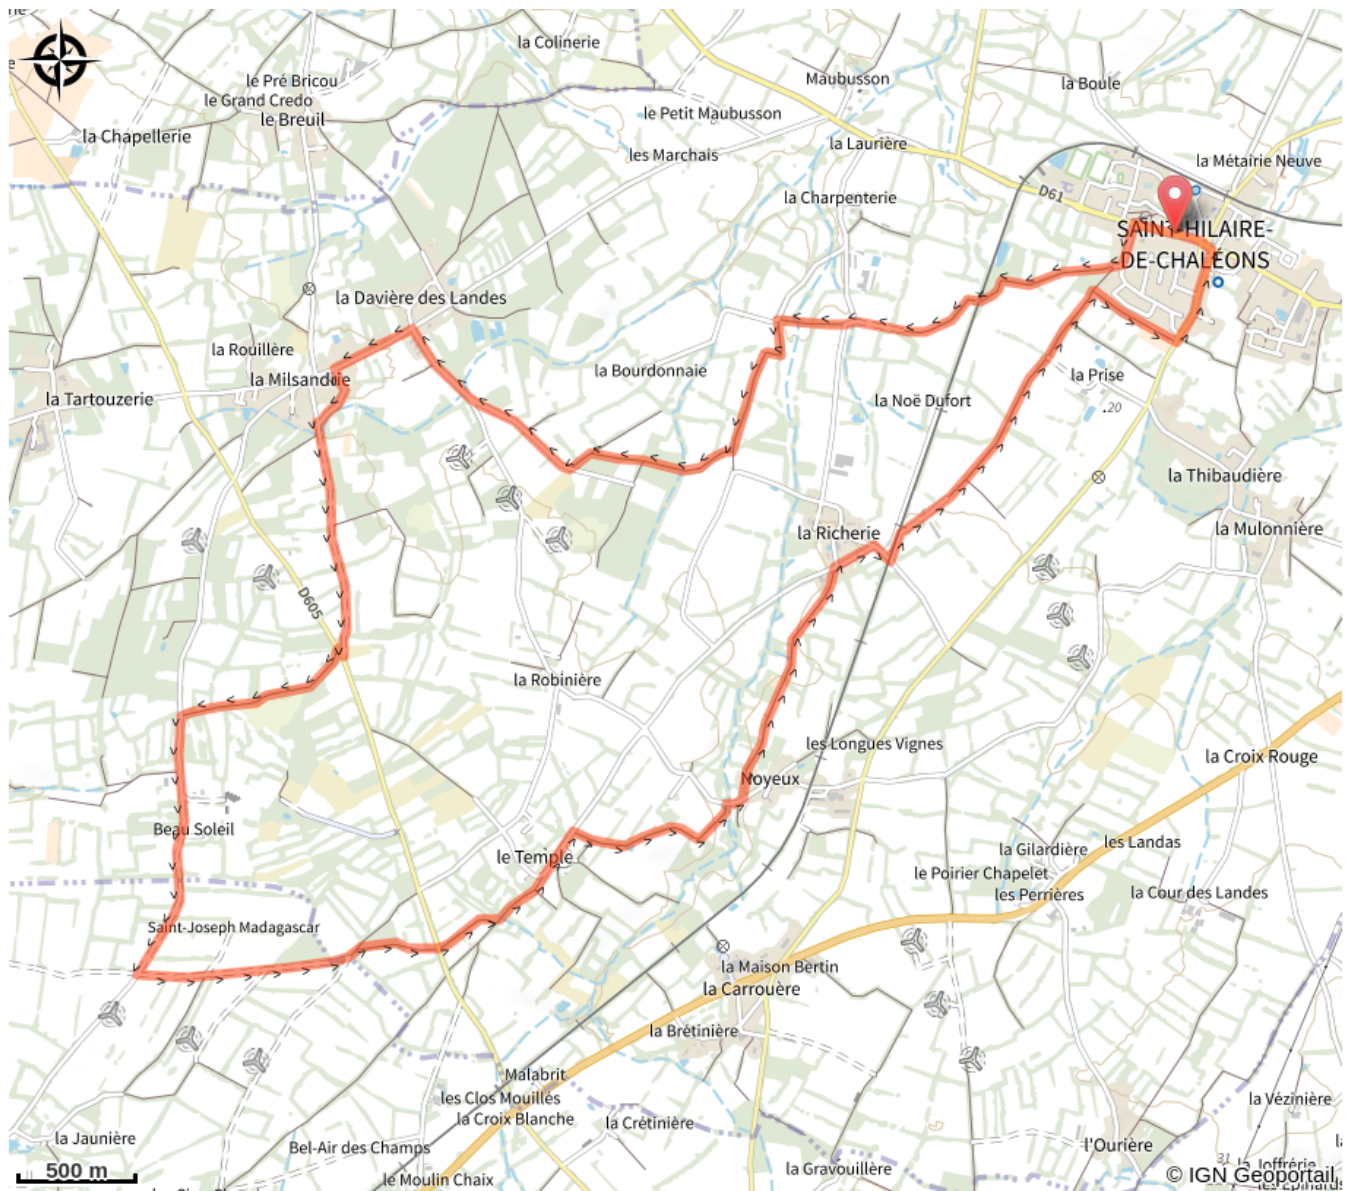 la Colinerie
le Pré Bricou
Maubusson
la Boule
le Grand Credo
le Petit Maubusson
le Breuil
la Chapellerie
la Laurière
les Marchais
la Métairie Neuve
D61
la Charpenterie
SAINT-HILAIRE-
DE-CHALÉONS
la Davière des Landes
la Rouillère
la Bourdonnaie
la Prise
la Milsandrie
la Tartouzerie
la Noë Dufort
20
la Thibaudière
la Mulonnière
la Richerie
D605
la Robinière
les Longues Vignes
la Croix Rouge
Noyeux
Beau Soleil
les Landas
la Gilardière
le Temple
le Poirier Chapelet
les Perrières
la Cour des Landes
Saint-Joseph Madagascar
la Maison Bertin
la Carrouère
la Brétinière
Malabrit
les Clos Mouillés
la Vézinière
la Croix Blanche
la Crétinière
la Jaunière
Bel-Air des Champs
l'Ourière
31
la Joffrérie
la Gravouillère
500 m
le Moulin Chaix
© IGN Geoportail